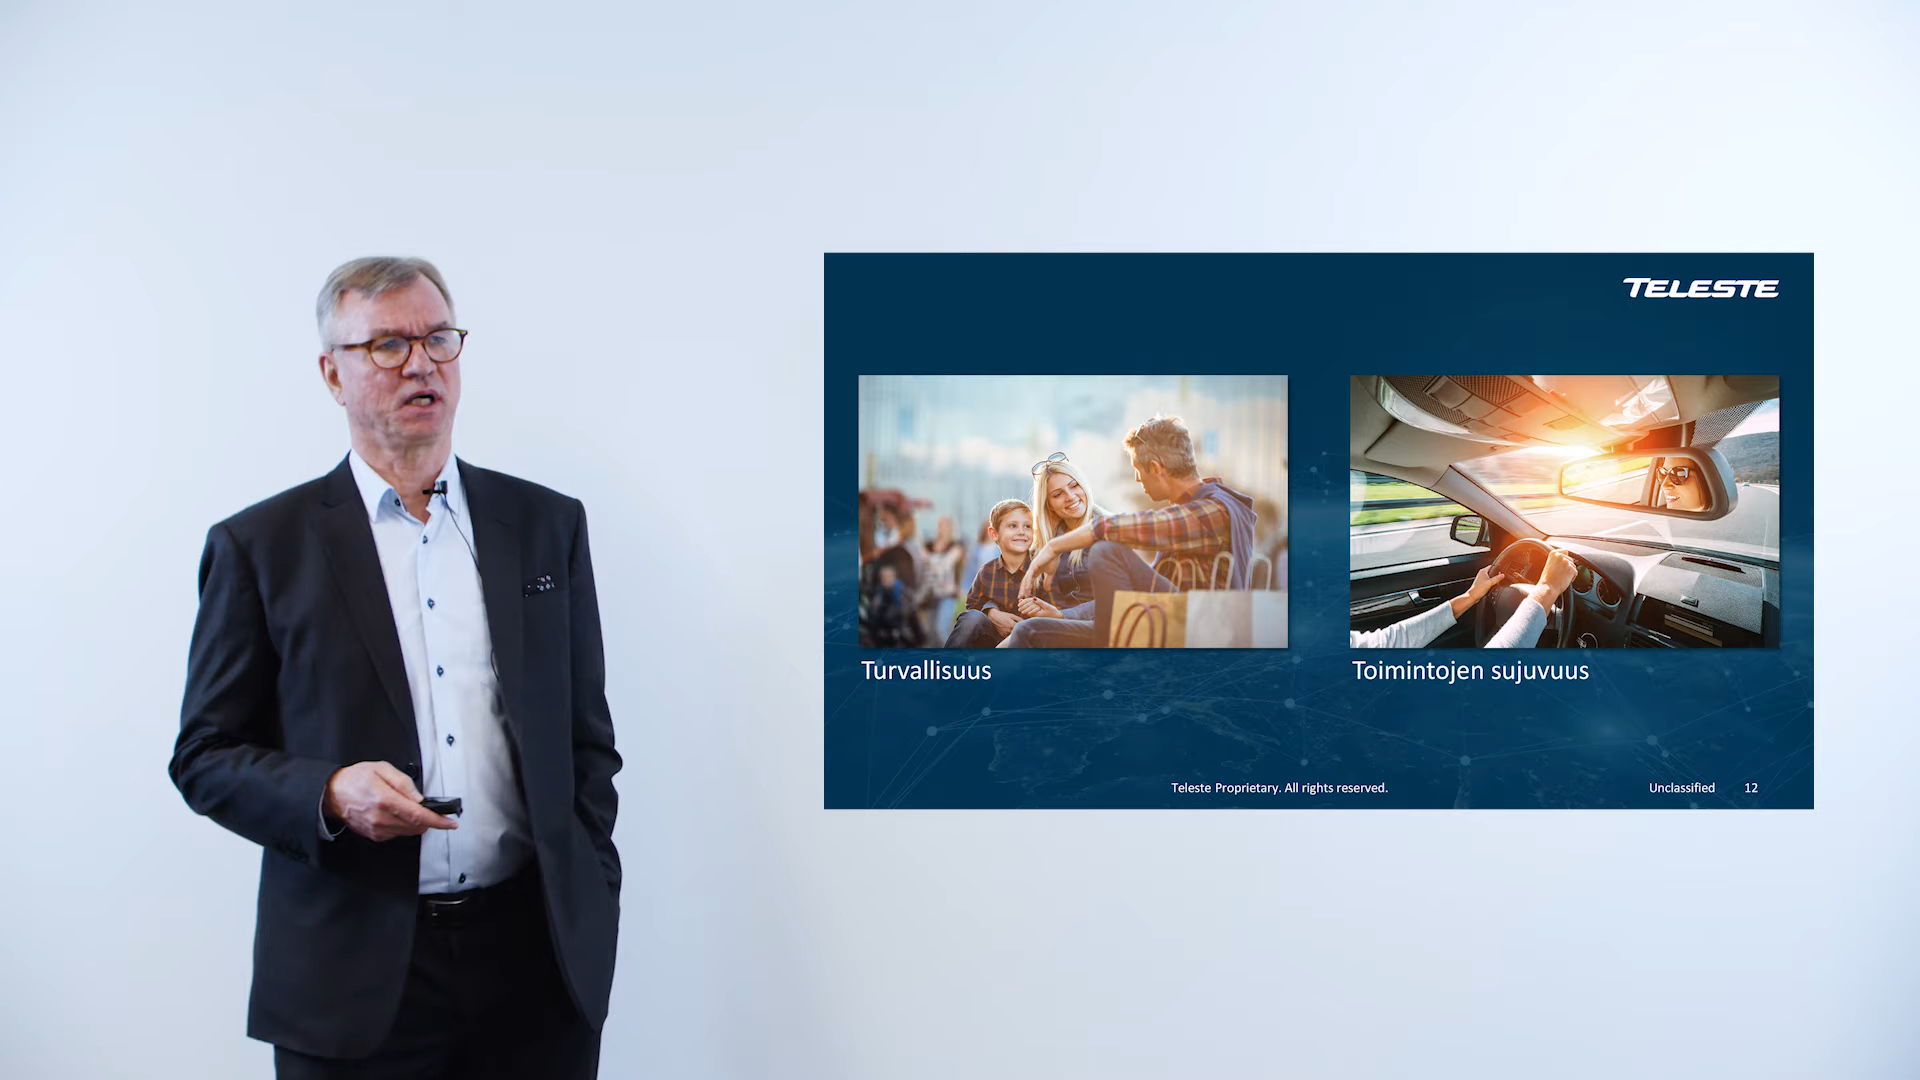 TELESTE
Turvallisuus
Toimintojen sujuvuus
Teleste Proprietary. All rights reserved.
Unclassified 12